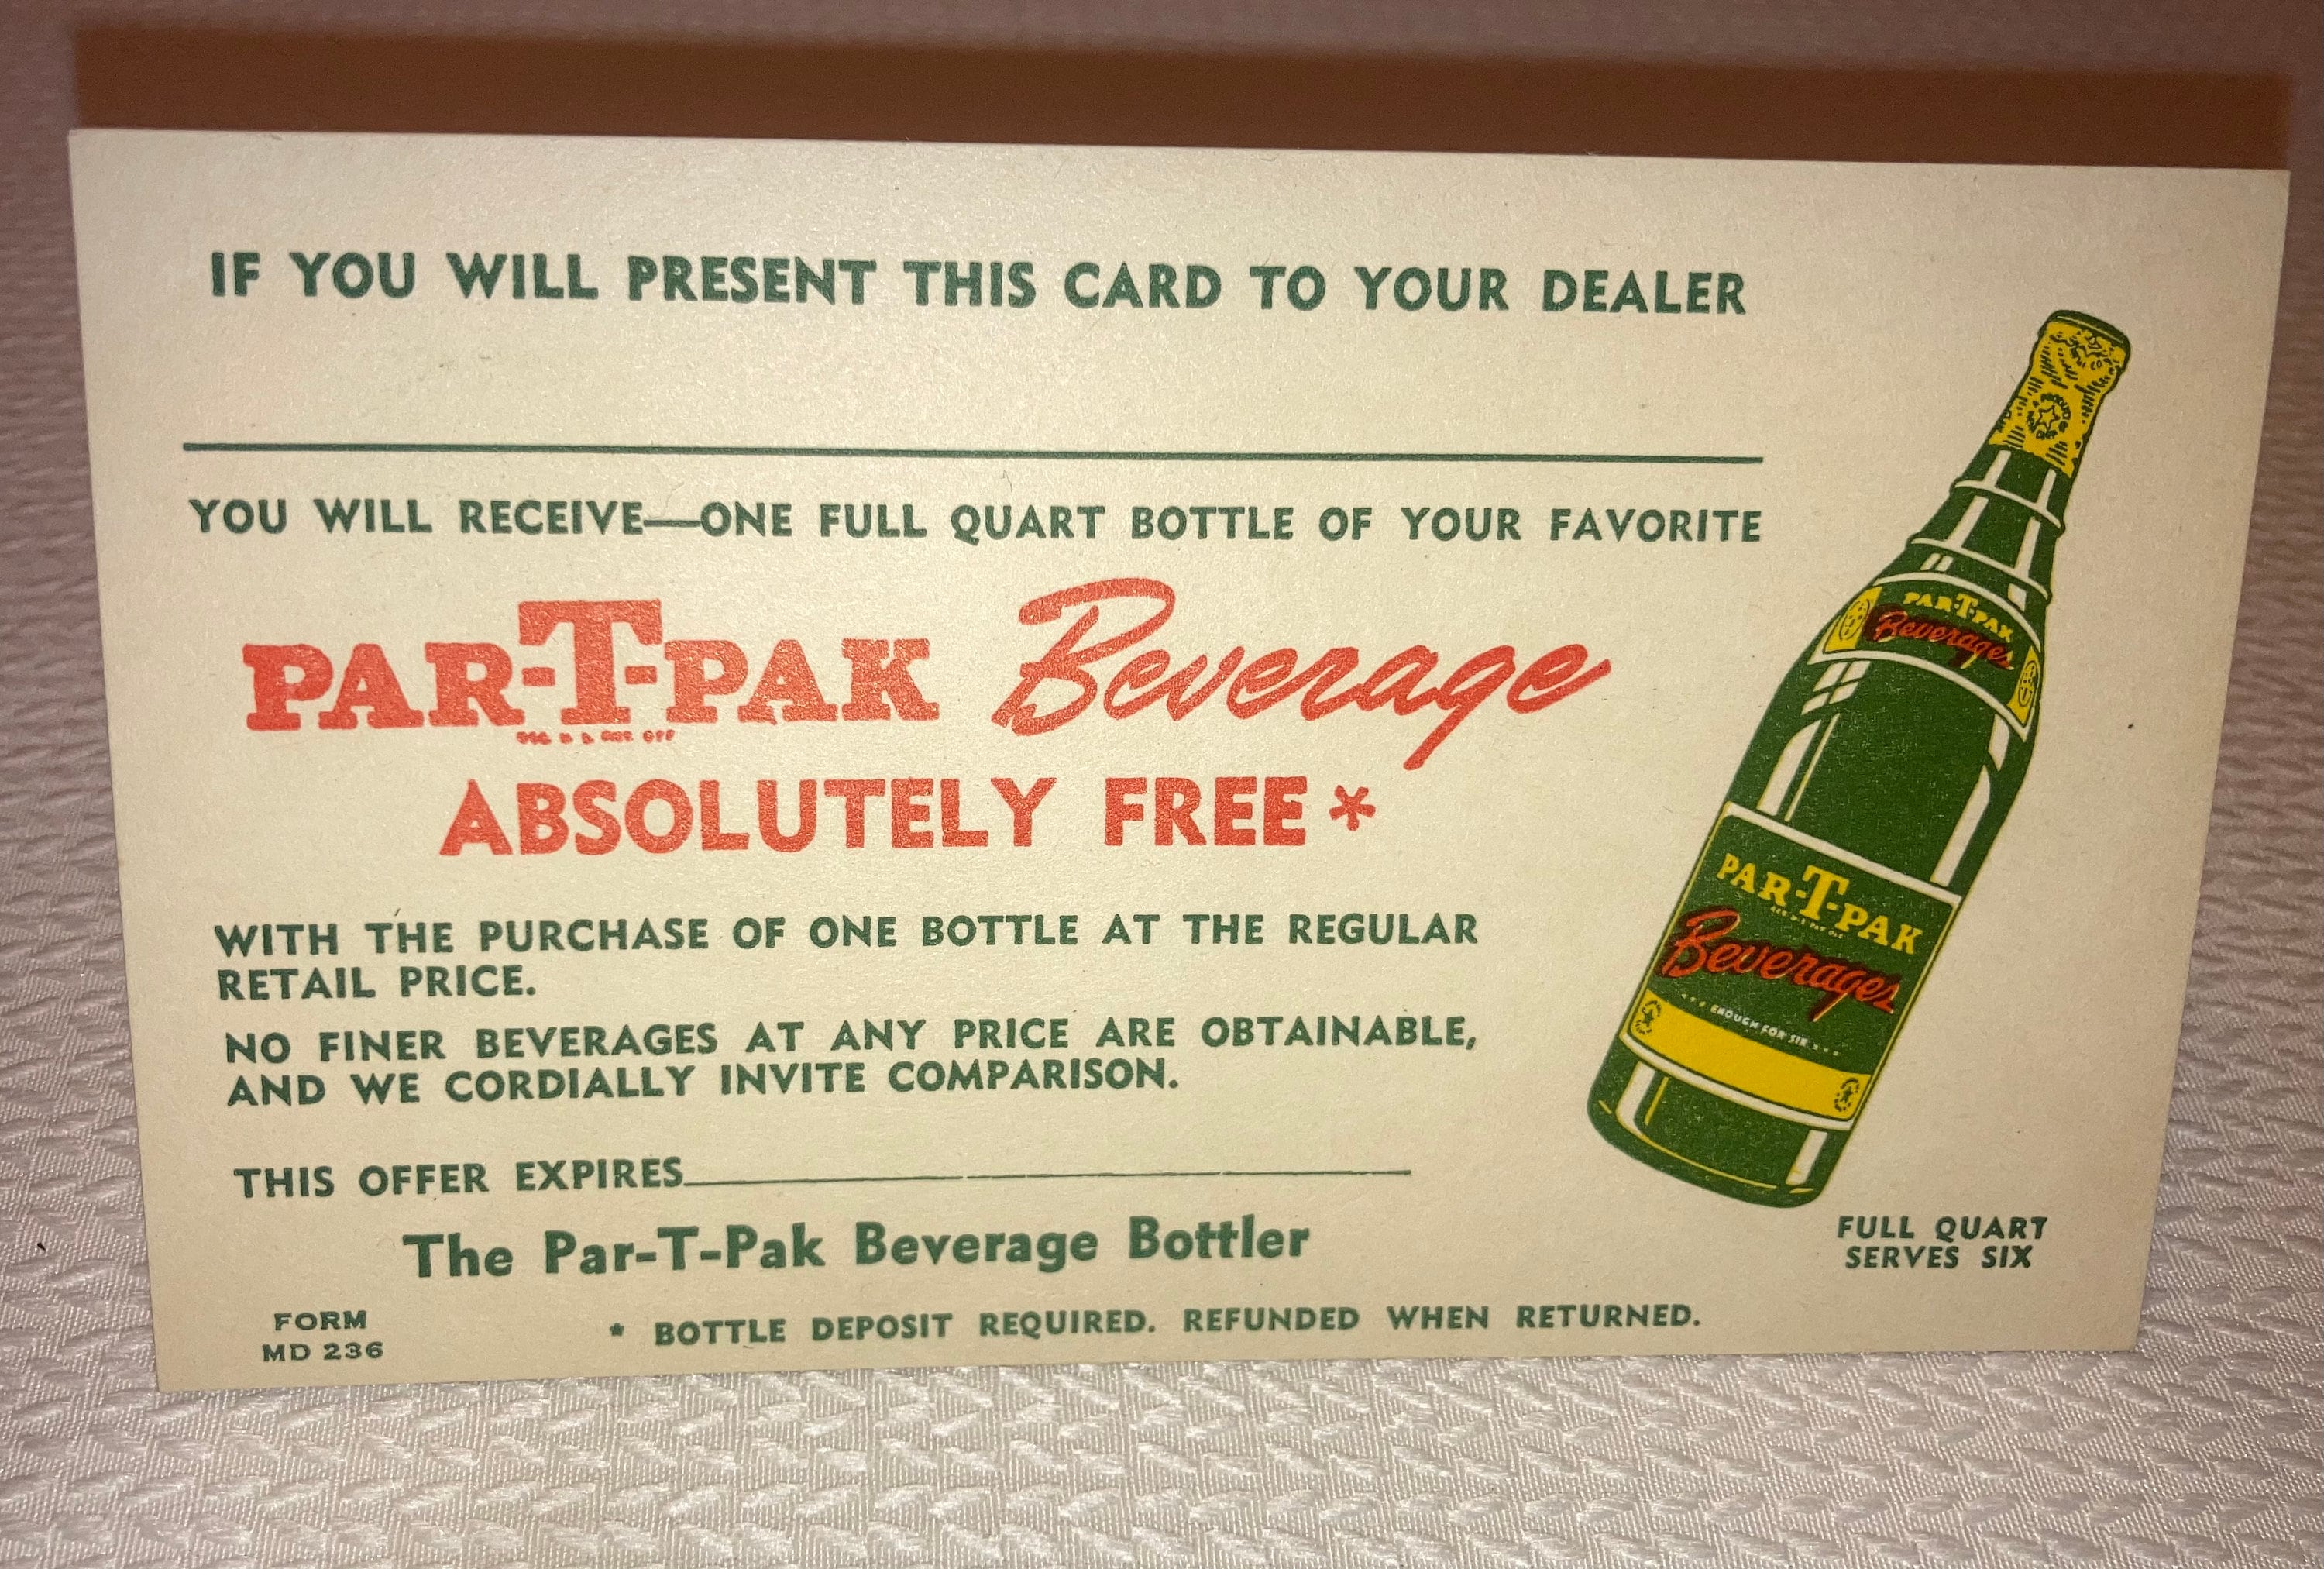 IF YOU WILL PRESENT THIS CARD TO YOUR DEALER
YOU WILL RECEIVE—ONE FULL QUART BOTTLE OF YOUR FAVORITE
PAR-T-PAK Beverage
ABSOLUTELY FREE*
WITH THE PURCHASE OF ONE BOTTLE AT THE REGULAR
RETAIL PRICE.
NO FINER BEVERAGES AT ANY PRICE ARE OBTAINABLE,
AND WE CORDIALLY INVITE COMPARISON.
THIS OFFER EXPIRES
The Par-T-Pak Beverage Bottler
FORM
MD 236
* BOTTLE DEPOSIT REQUIRED. REFUNDED WHEN RETURNED.
PAR-T-PAK
Beverages
PAR-T-PAK
Beverages
ENOUGH FOR SIX
FULL QUART
SERVES SIX